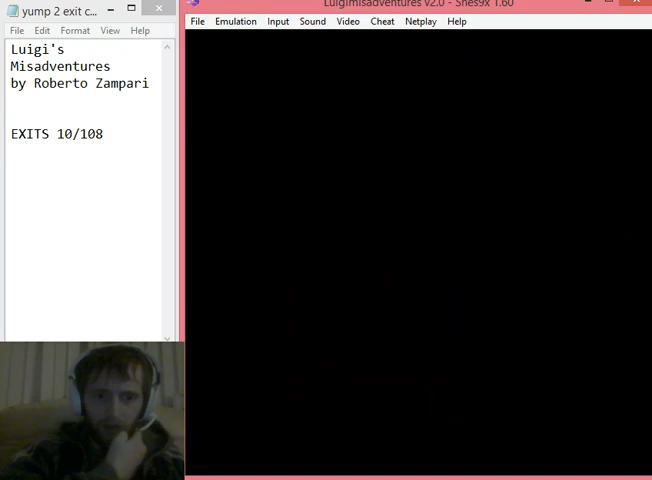 yump 2 exit c...
File Edit Format View Help
Luigi's
Misadventures
by Roberto Zampari
EXITS 10/108
Luigimisadventures v2.0 - Snes9x 1.60
File Emulation Input Sound Video Cheat Netplay Help